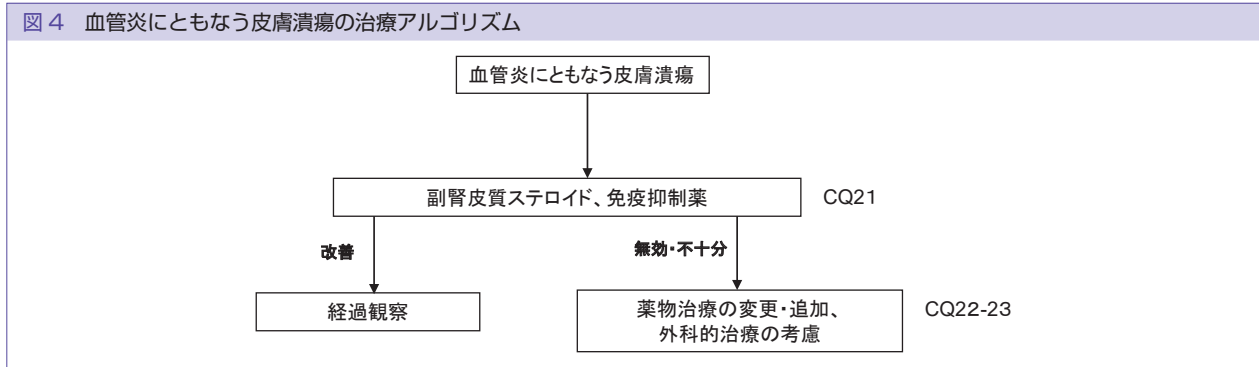 図4 血管炎にともなう皮膚潰瘍の治療アルゴリズム
血管炎にともなう皮膚潰瘍
副腎皮質ステロイド、免疫抑制薬
CQ21
改善
無効・不十分
経過観察
薬物治療の変更・追加、
外科的治療の考慮
CQ22-23